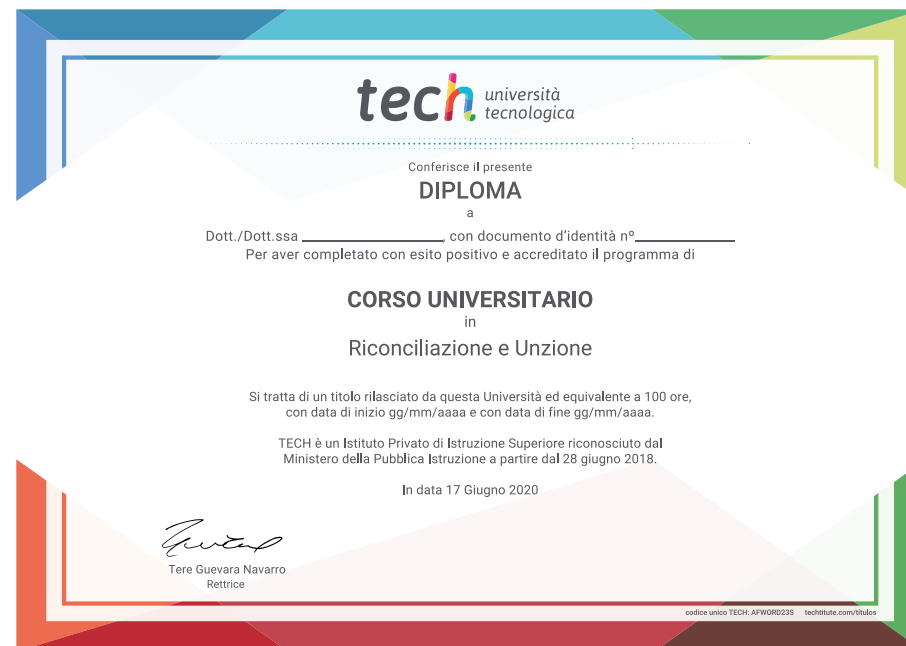 tech università
tecnologica
Conferisce il presente
DIPLOMA
a
Dott./Dott.ssa ____________, con documento d'identità nº____________
Per aver completato con esito positivo e accreditato il programma di
CORSO UNIVERSITARIO
in
Riconciliazione e Unzione
Si tratta di un titolo rilasciato da questa Università ed equivalente a 100 ore,
con data di inizio gg/mm/aaaa e con data di fine gg/mm/aaaa.
TECH è un Istituto Privato di Istruzione Superiore riconosciuto dal
Ministero della Pubblica Istruzione a partire dal 28 giugno 2018.
In data 17 Giugno 2020
Tere Guevara Navarro
Rettrice
codice unico TECH: AFWORD23S techtitute.com/titulos